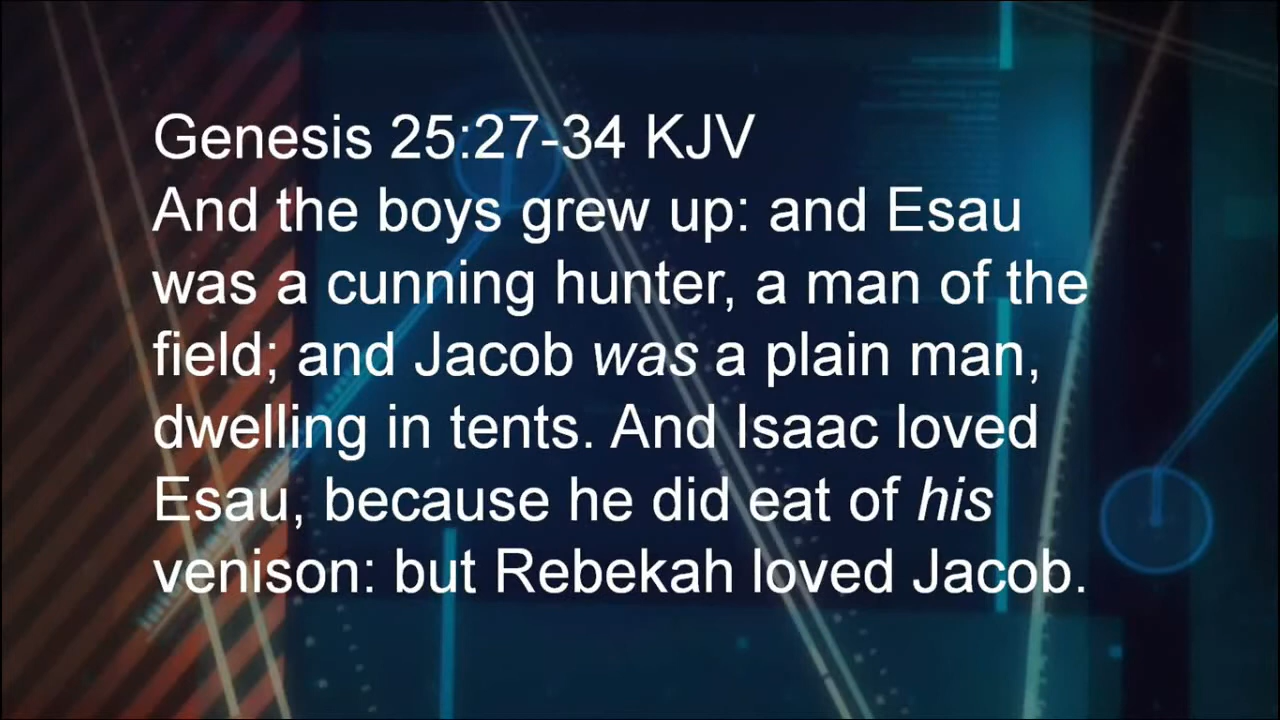 Genesis 25:27-34 KJV
And the boys grew up: and Esau
was a cunning hunter, a man of the
field; and Jacob was a plain man,
dwelling in tents. And Isaac loved
Esau, because he did eat of his
venison: but Rebekah loved Jacob.